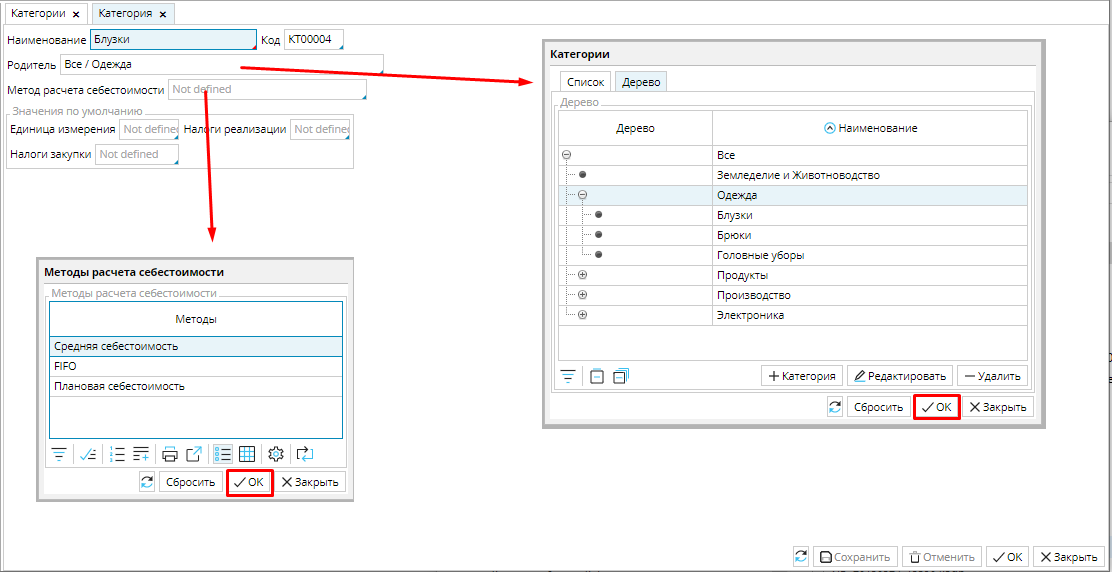 Категории × Категория ×
Наименование Блузки Код КТ00004
Родитель Все / Одежда
Метод расчета себестоимости Not defined
Значения по умолчанию
Единица измерения Not defined Налоги реализации Not defined
Налоги закупки Not defined
Категории
Список Дерево
Дерево
Дерево Наименование
Все
Земледелие и Животноводство
Одежда
Блузки
Брюки
Головные уборы
Продукты
Производство
Электроника
Категория Редактировать Удалить
Сбросить OK Закрыть
Методы расчета себестоимости
Методы расчета себестоимости
Методы
Средняя себестоимость
FIFO
Плановая себестоимость
Сбросить OK Закрыть
Сохранить Отменить OK Закрыть